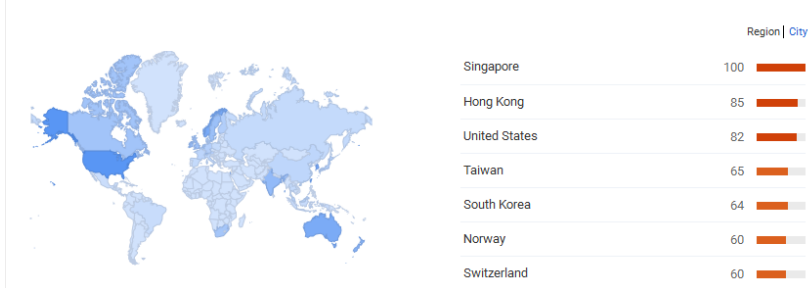 Region | City
Singapore 100
Hong Kong 85
United States 82
Taiwan 65
South Korea 64
Norway 60
Switzerland 60